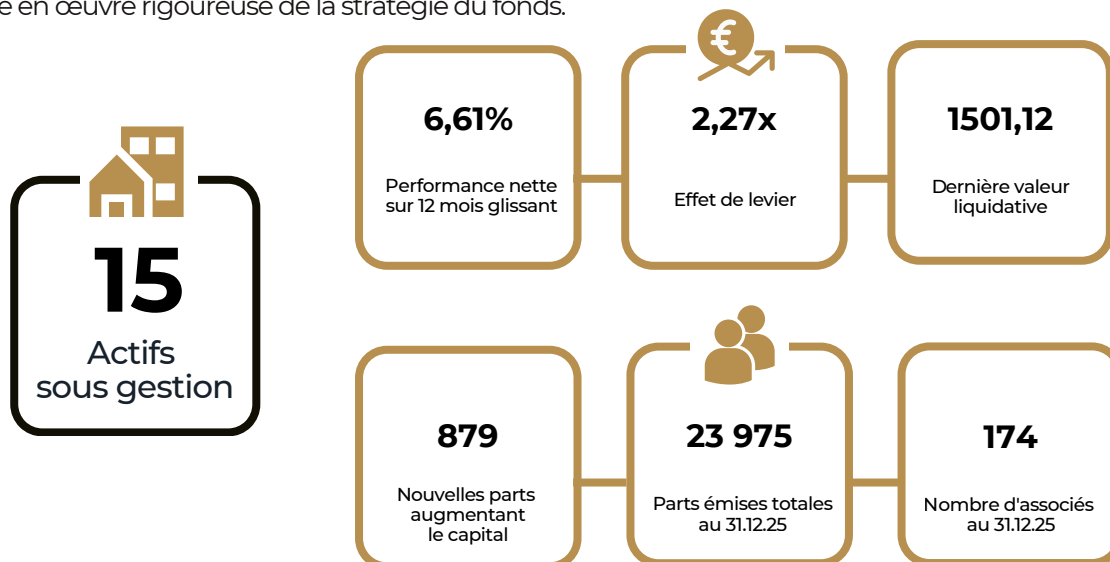 e en œuvre rigoureuse de la stratégie du fonds.
15
Actifs
sous gestion
6,61%
Performance nette
sur 12 mois glissant
€
2,27x
Effet de levier
1501,12
Dernière valeur
liquidative
879
Nouvelles parts
augmentant
le capital
23 975
Parts émises totales
au 31.12.25
174
Nombre d'associés
au 31.12.25